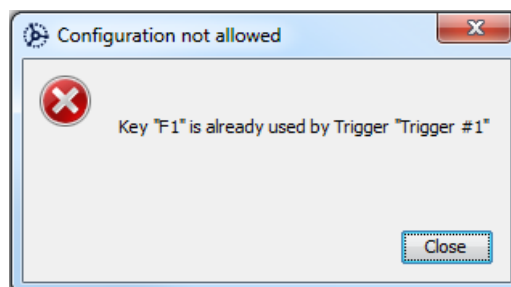 Configuration not allowed
Key "F1" is already used by Trigger "Trigger #1"
Close